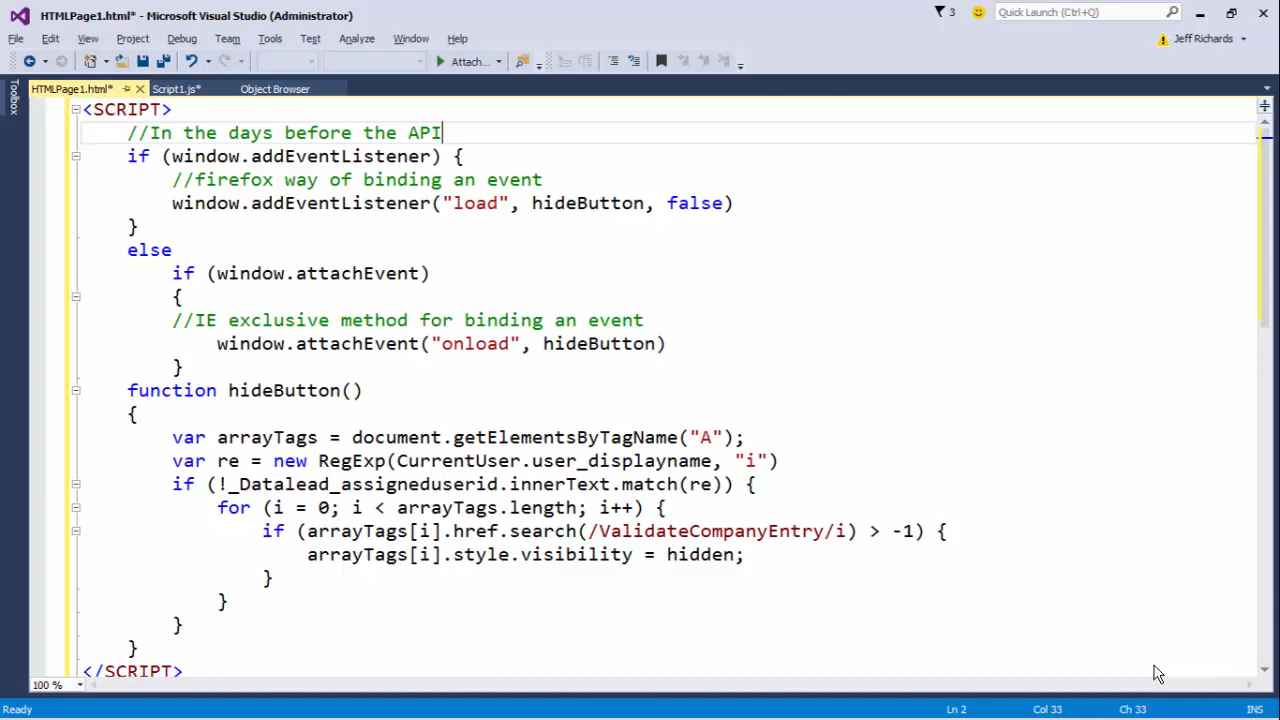 HTMLPage1.html* - Microsoft Visual Studio (Administrator)
3
Quick Launch (Ctrl+Q)
File Edit View Project Debug Team Tools Test Analyze Window Help
Jeff Richards
Attach...
HTMLPage1.html*
Script1.js*
Object Browser
Toolbox
<SCRIPT>
//In the days before the API
if (window.addEventListener) {
//firefox way of binding an event
window.addEventListener("load", hideButton, false)
}
else
if (window.attachEvent)
{
//IE exclusive method for binding an event
window.attachEvent("onload", hideButton)
}
function hideButton()
{
var arrayTags = document.getElementsByTagName("A");
var re = new RegExp(CurrentUser.user_displayname, "i")
if (!_Datalead_assigneduserid.innerText.match(re)) {
for (i = 0; i < arrayTags.length; i++) {
if (arrayTags[i].href.search(/ValidateCompanyEntry/i) > -1) {
arrayTags[i].style.visibility = hidden;
}
}
}
}
</SCRIPT>
100 %
Ready
Ln 2
Col 33
Ch 33
INS